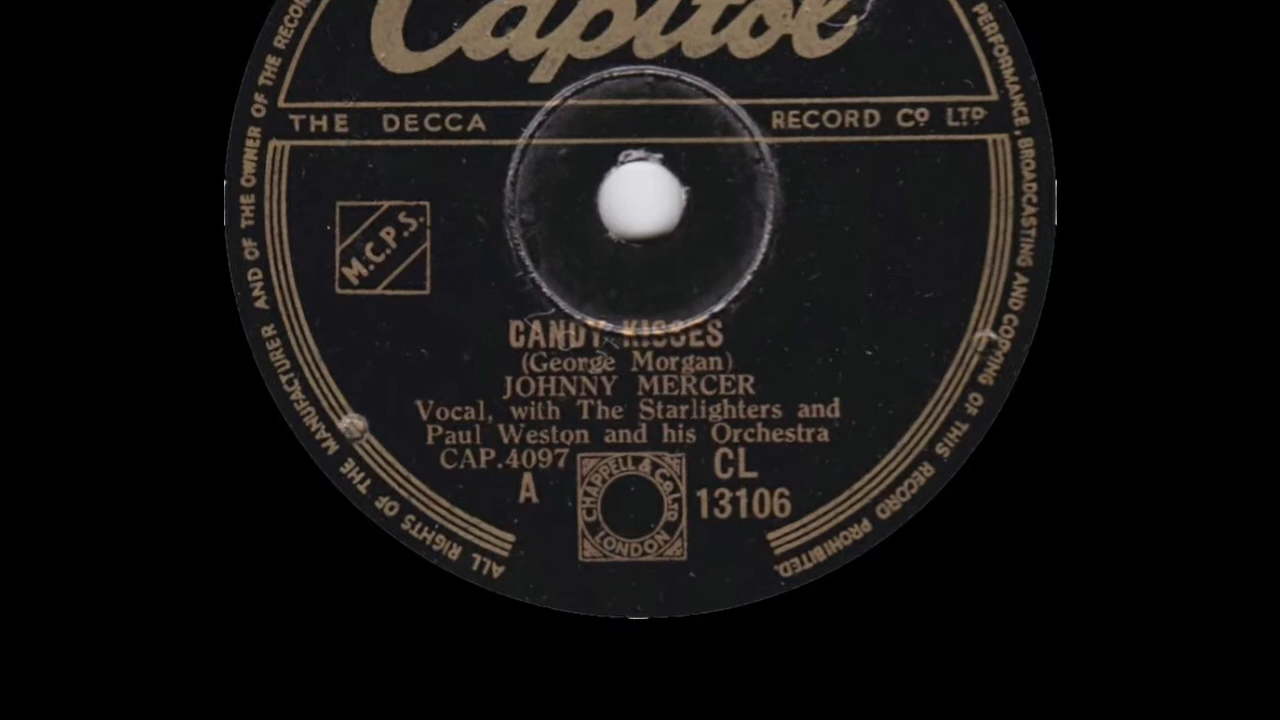 Capitol
THE DECCA RECORD Co LTD
M.C.P.S.
CANDY KISSES
(George Morgan)
JOHNNY MERCER
Vocal, with The Starlighters and
Paul Weston and his Orchestra
CAP.4097
A
CL
13106
CHAPPELL & Co. LTD
LONDON
ALL RIGHTS OF THE MANUFACTURER AND OF THE OWNER OF THE RECOR
PERFORMANCE, BROADCASTING AND COPYING OF THIS RECORD PROHIBITED.